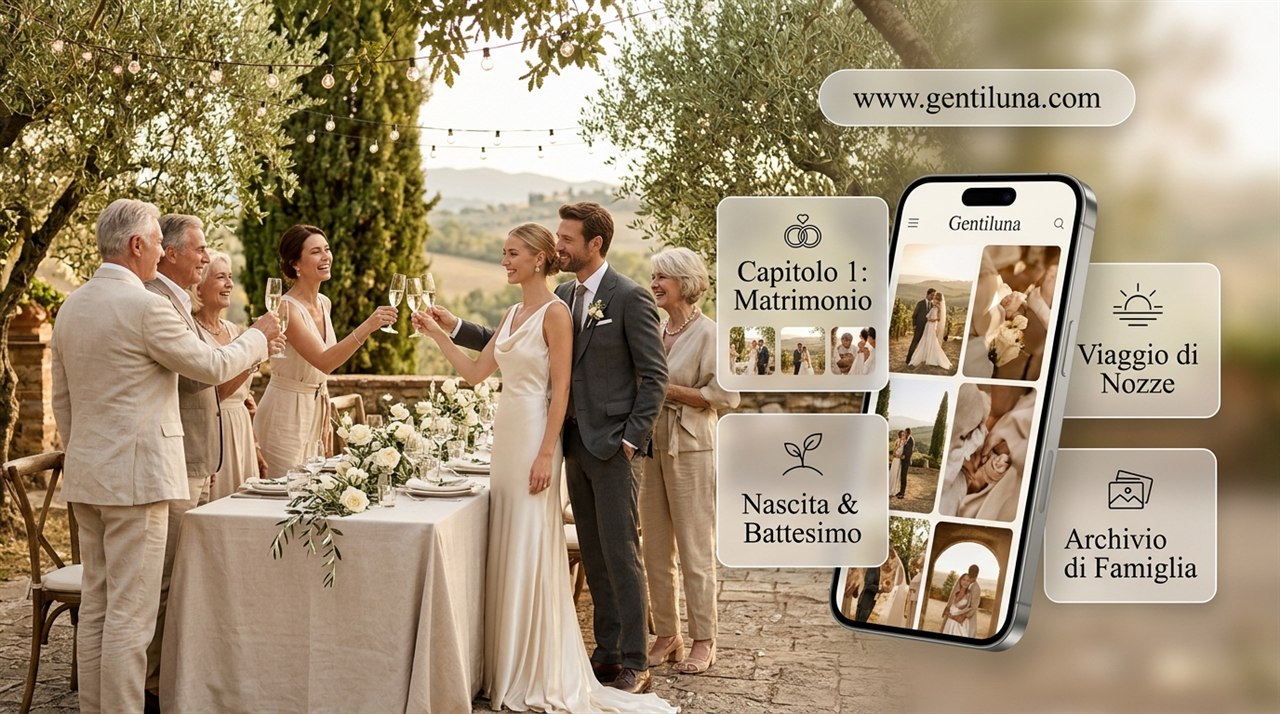 www.gentiluna.com
Gentiluna
Capitolo 1:
Matrimonio
Viaggio di
Nozze
Nascita &
Battesimo
Archivio
di Famiglia